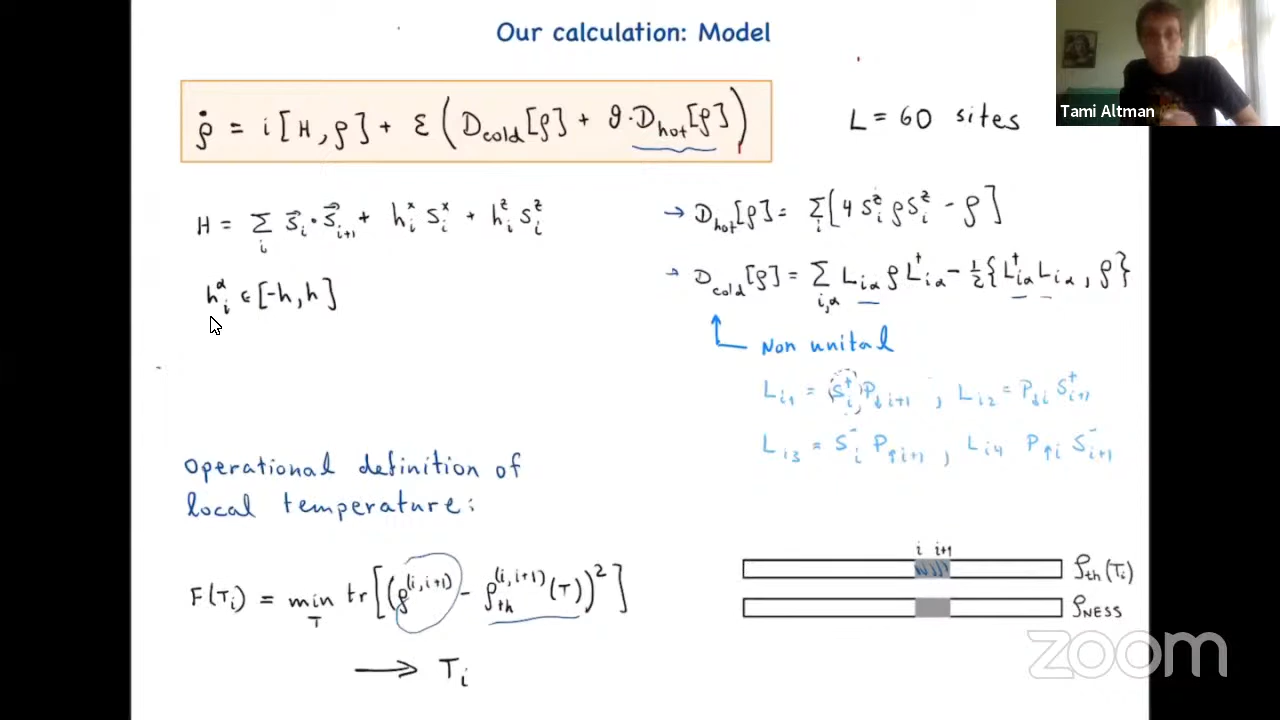 Our calculation: Model
Tami Altman
ρ̇ = i[H,ρ] + ε(D_cold[ρ] + θ·D_hot[ρ])
L = 60 sites
H = Σ_i S⃗_i · S⃗_{i+1} + h_i^x S_i^x + h_i^z S_i^z
→ D_hot[ρ] = Σ_i [4 S_i^z ρ S_i^z - ρ]
h_i^α ∈ [-h, h]
→ D_cold[ρ] = Σ_{i,α} L_{iα} ρ L†_{iα} - ½{L†_{iα} L_{iα}, ρ}
Non unital
L_{i1} = S_i^+ P_{↓i+1} , L_{i2} = P_{↓i} S_{i+1}^+
L_{i3} = S_i^- P_{↑i+1} , L_{i4} P_{↑i} S_{i+1}^-
Operational definition of
local temperature:
i i+1
F(T_i) = min_T tr[(ρ^{(i,i+1)} - ρ_th^{(i,i+1)}(T))²]
ρ_th(T_i)
ρ_NESS
→ T_i
zoom